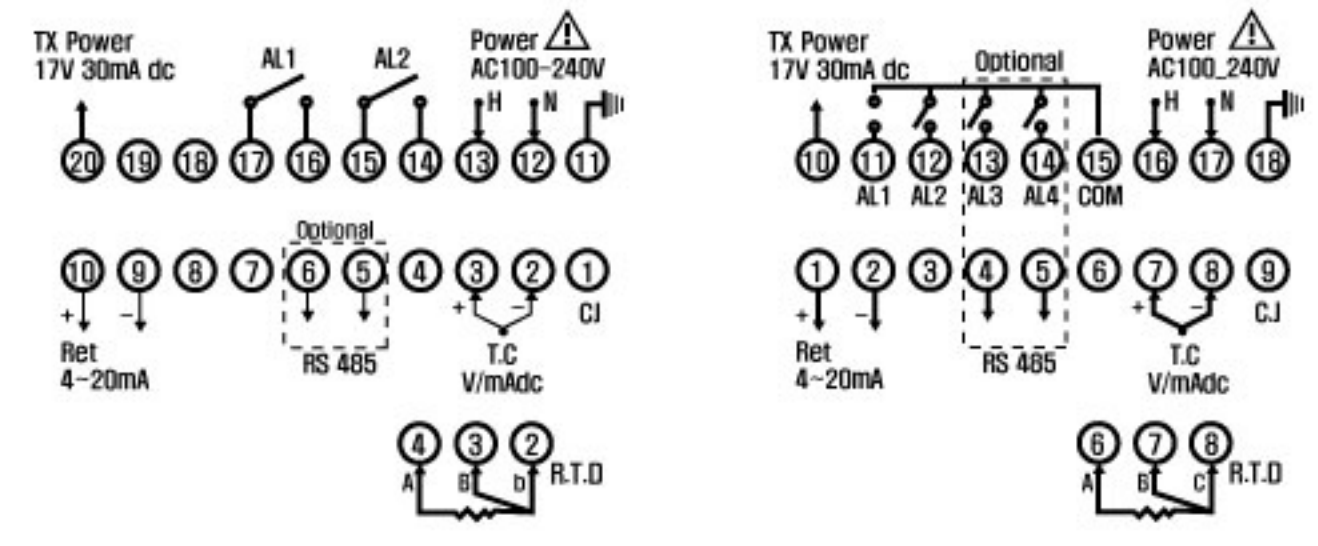 TX Power
17V 30mA dc
AL1
AL2
Power
AC100-240V
H
N
20 19 18 17 16 15 14 13 12 11
Optional
10 9 8 7 6 5 4 3 2 1
+
−
+
−
CJ
Ret
4~20mA
RS 485
T.C
V/mAdc
4 3 2
A
B
b
R.T.D
TX Power
17V 30mA dc
Optional
Power
AC100_240V
H
N
10 11 12 13 14 15 16 17 18
AL1 AL2 AL3 AL4 COM
1 2 3 4 5 6 7 8 9
+
−
+
−
C.J
Ret
4~20mA
RS 485
T.C
V/mAdc
6 7 8
A
B
C
R.T.D